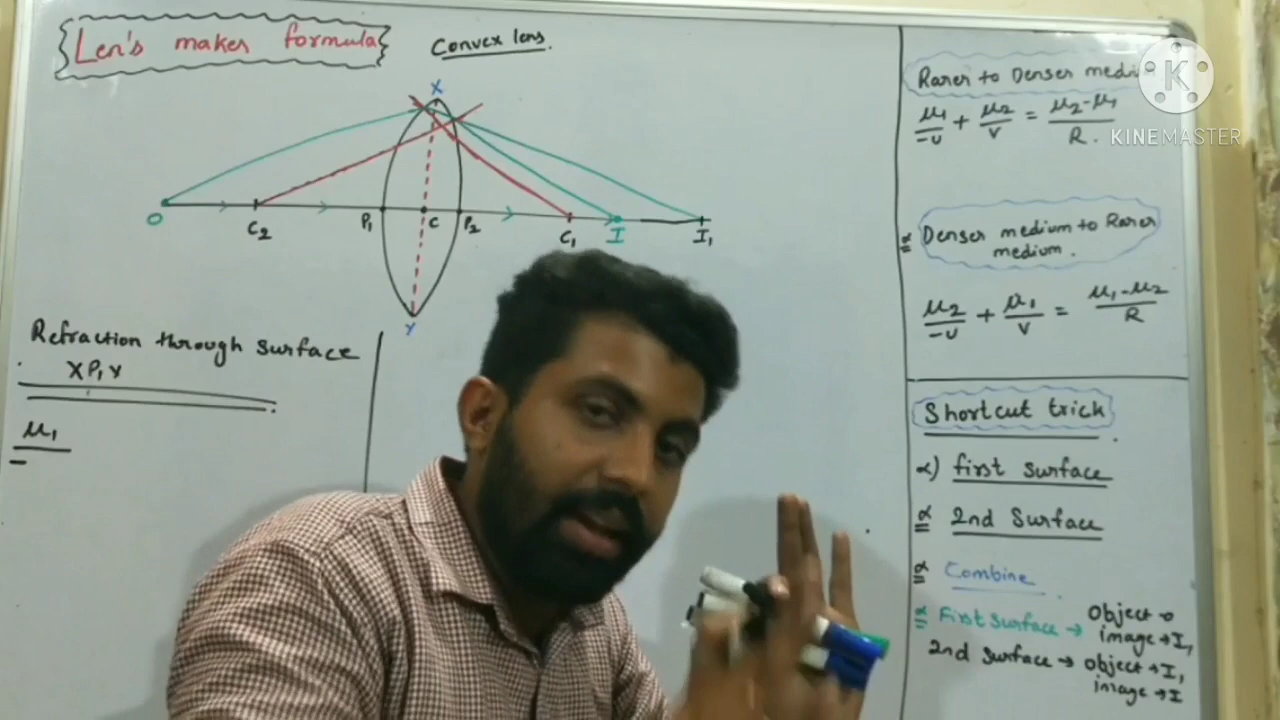 Len's maker formula
Convex lens.
X
O
C2
P1
C
P2
C1
I
I1
Y
Refraction through surface
XP1Y
μ1
Rarer to Denser medium
μ1/-u + μ2/v = μ2-μ1/R.
Denser medium to Rarer
medium.
μ2/-u + μ1/v = μ1-μ2/R
Shortcut trick
α) first surface
2nd Surface
Combine
First surface → Object → O
image → I1
2nd surface → object → I1
image → I
K
KINEMASTER